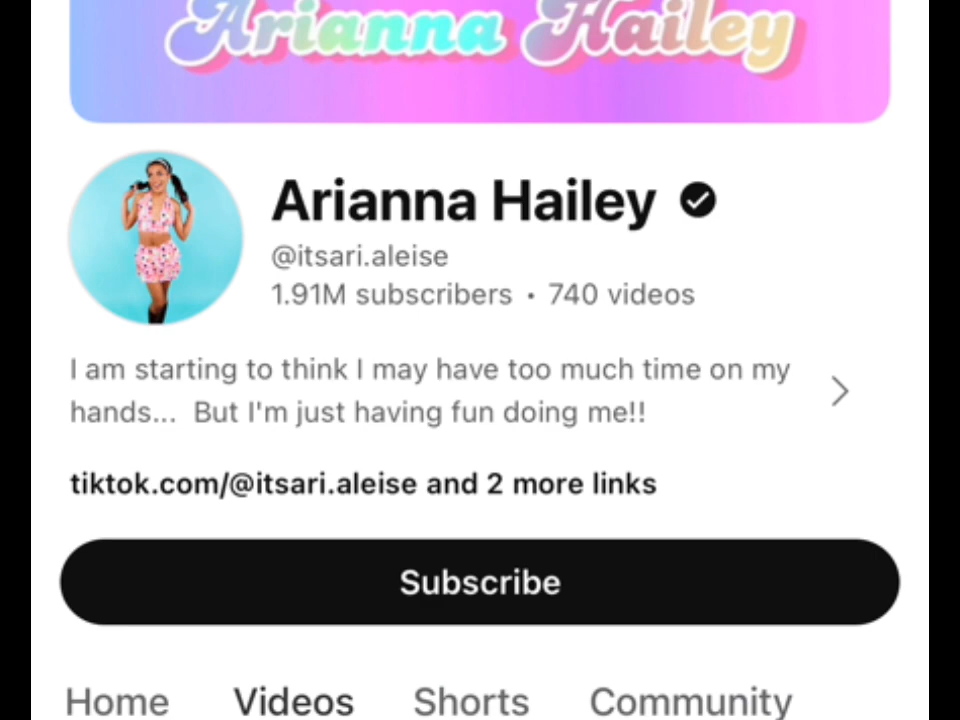 Arianna Hailey
Arianna Hailey
@itsari.aleise
1.91M subscribers • 740 videos
I am starting to think I may have too much time on my
hands... But I'm just having fun doing me!!
tiktok.com/@itsari.aleise and 2 more links
Subscribe
Home Videos Shorts Community